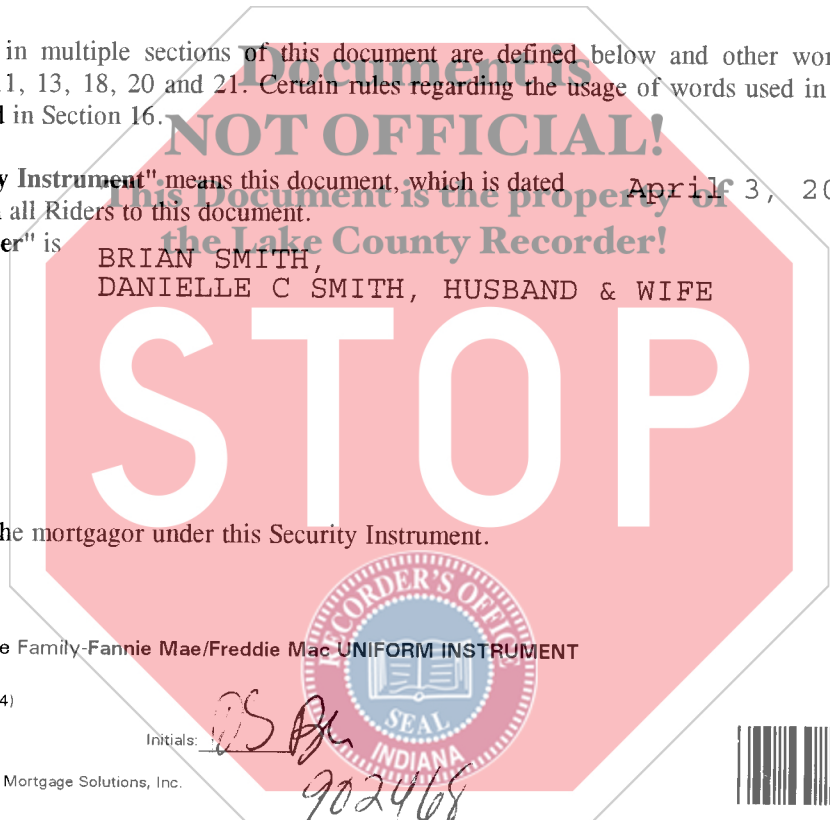 in multiple sections of this document are defined below and other wor
11, 13, 18, 20 and 21. Certain rules regarding the usage of words used in
in Section 16.
Document is
NOT OFFICIAL!
This Document is the property of
the Lake County Recorder!
y Instrument" means this document, which is dated April 3, 20
all Riders to this document.
er" is
BRIAN SMITH,
DANIELLE C SMITH, HUSBAND & WIFE
STOP
he mortgagor under this Security Instrument.
RECORDER'S OFFICE
SEAL
INDIANA
e Family-Fannie Mae/Freddie Mac UNIFORM INSTRUMENT
4)
Initials:
Mortgage Solutions, Inc.
902468